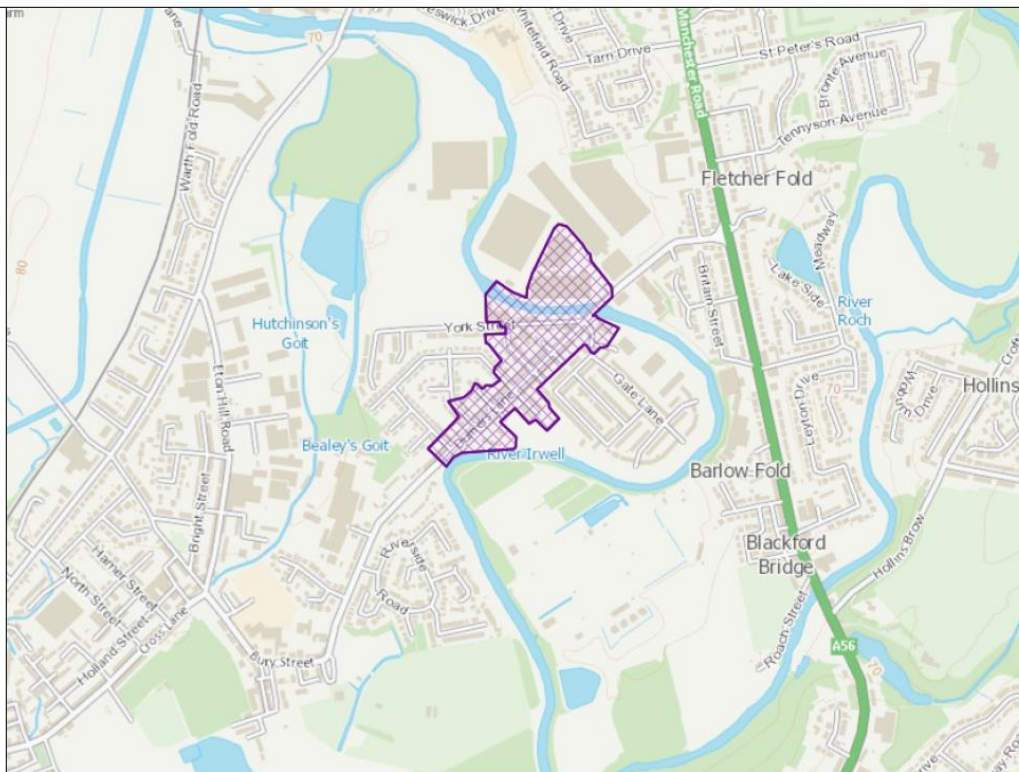 70
Whitefield Road
Tarn Drive
Manchester Road
St Peter's Road
Bronte Avenue
Tennyson Avenue
Warth Fold Road
Fletcher Fold
80
Meadway
Lake Side
Britain Street
River
Roch
Hutchinson's
Goit
York Street
Eton Hill Road
Gate Lane
Leyton Drive
70
Drive
Hollins
Bealey's Goit
River Irwell
Barlow Fold
Bright Street
Blackford
Bridge
Hollins Brow
Riverside
Road
Harner Street
North Street
Holland Street
Cross Lane
Bury Street
Roach Street
A56
70